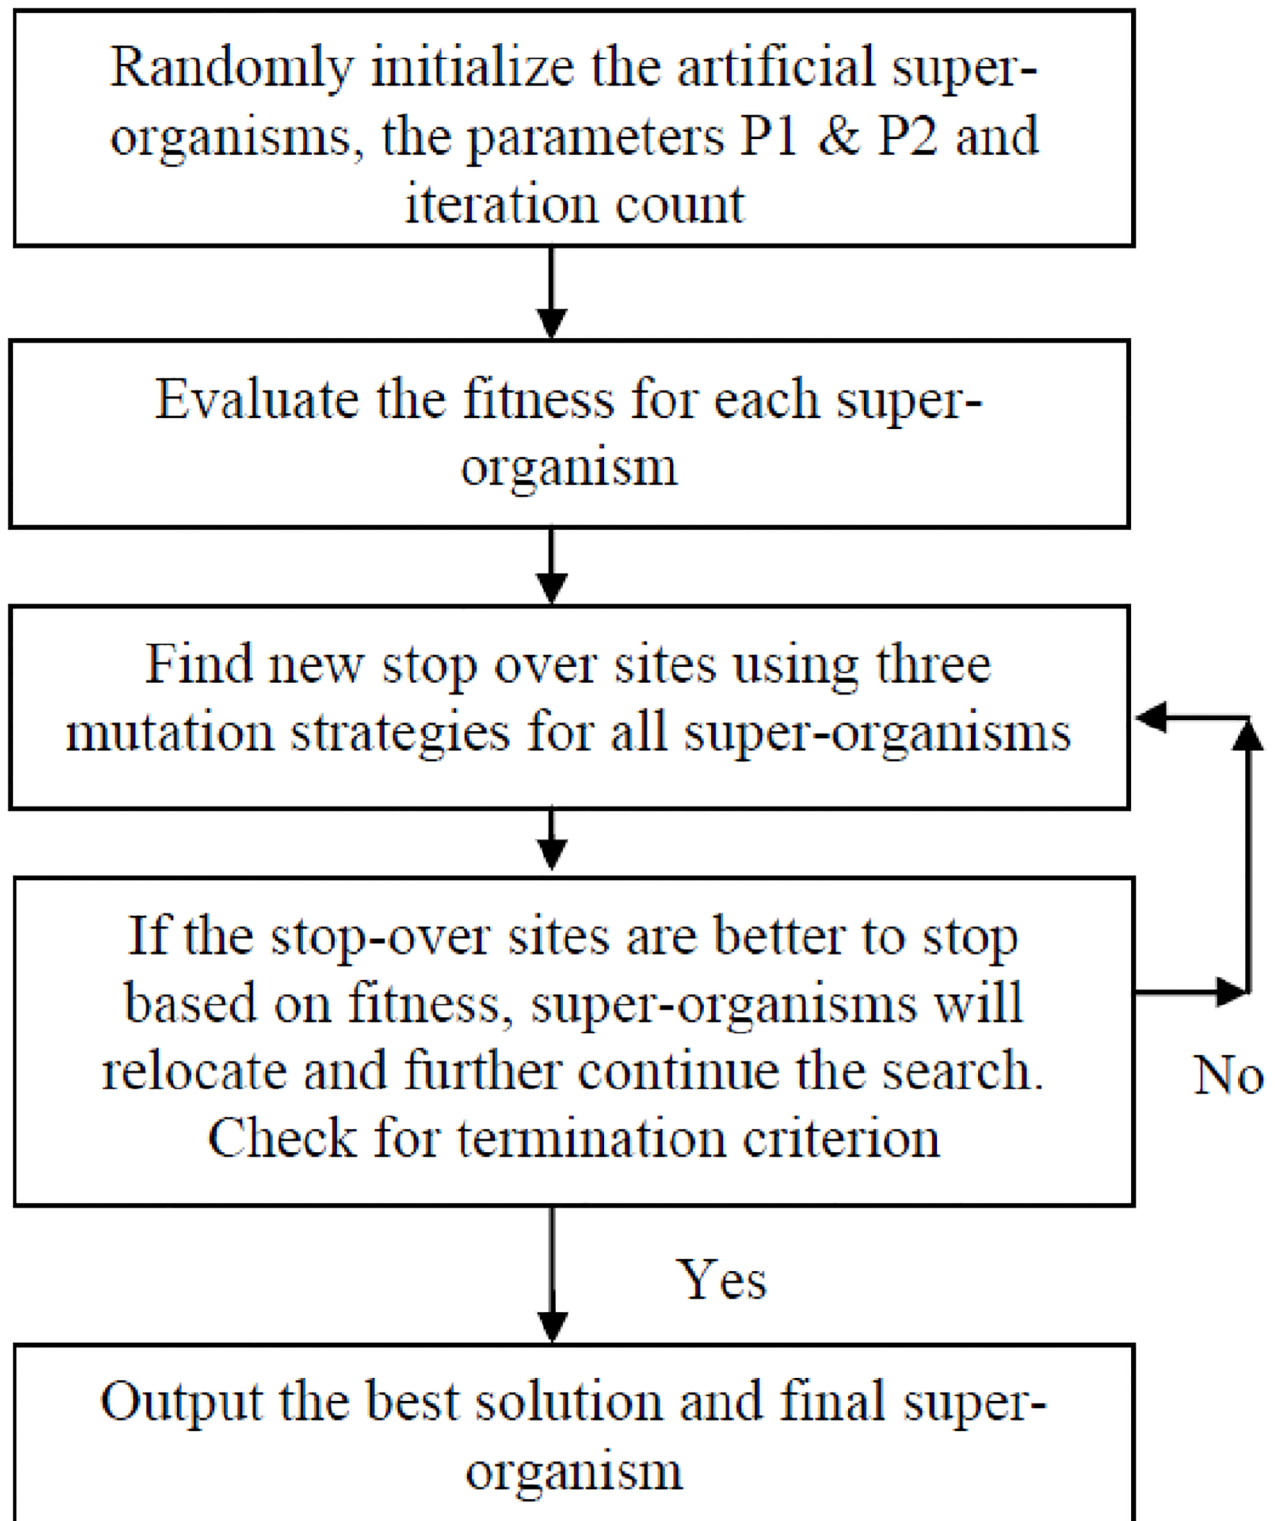 Randomly initialize the artificial super-
organisms, the parameters P1 & P2 and
iteration count
Evaluate the fitness for each super-
organism
Find new stop over sites using three
mutation strategies for all super-organisms
If the stop-over sites are better to stop
based on fitness, super-organisms will
relocate and further continue the search.
Check for termination criterion
No
Yes
Output the best solution and final super-
organism